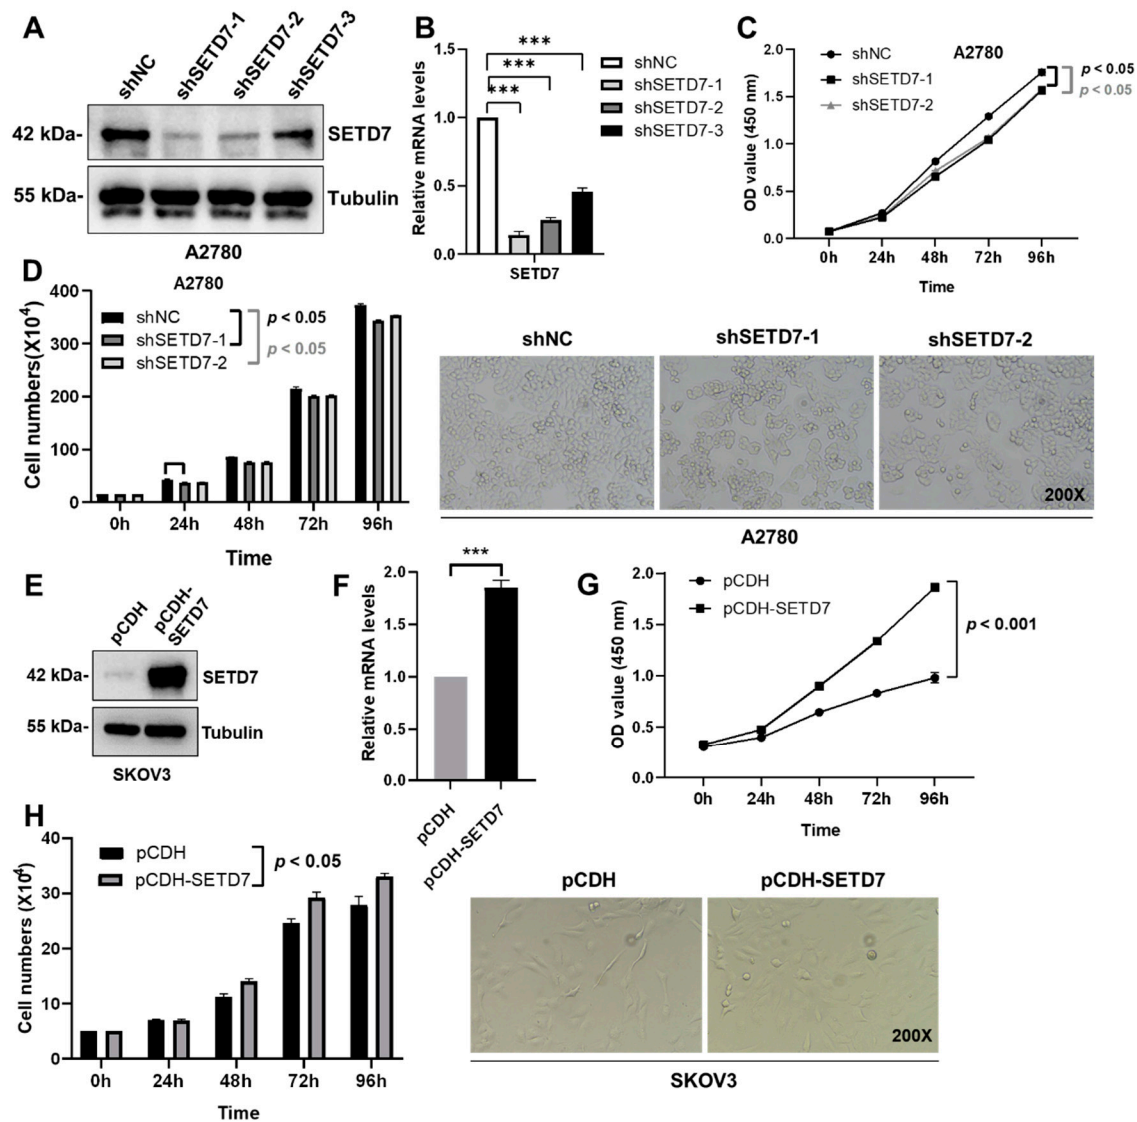 A
shNC
shSETD7-1
shSETD7-2
shSETD7-3
42 kDa-
SETD7
55 kDa-
Tubulin
A2780
B
Relative mRNA levels
1.5
1.0
0.5
0.0
***
***
***
SETD7
shNC
shSETD7-1
shSETD7-2
shSETD7-3
C
A2780
OD value (450 nm)
2.0
1.5
1.0
0.5
0.0
shNC
shSETD7-1
shSETD7-2
p < 0.05
p < 0.05
0h 24h 48h 72h 96h
Time
D
A2780
Cell numbers(X10⁴)
400
300
200
100
0
shNC
shSETD7-1
shSETD7-2
p < 0.05
p < 0.05
0h 24h 48h 72h 96h
Time
shNC shSETD7-1 shSETD7-2
200X
A2780
E
pCDH
pCDH-
SETD7
42 kDa-
SETD7
55 kDa-
Tubulin
SKOV3
F
Relative mRNA levels
2.0
1.5
1.0
0.5
0.0
***
pCDH
pCDH-SETD7
G
OD value (450 nm)
2.0
1.5
1.0
0.5
0.0
pCDH
pCDH-SETD7
p < 0.001
0h 24h 48h 72h 96h
Time
H
Cell numbers (X10⁴)
40
30
20
10
0
pCDH
pCDH-SETD7
p < 0.05
0h 24h 48h 72h 96h
Time
pCDH pCDH-SETD7
200X
SKOV3